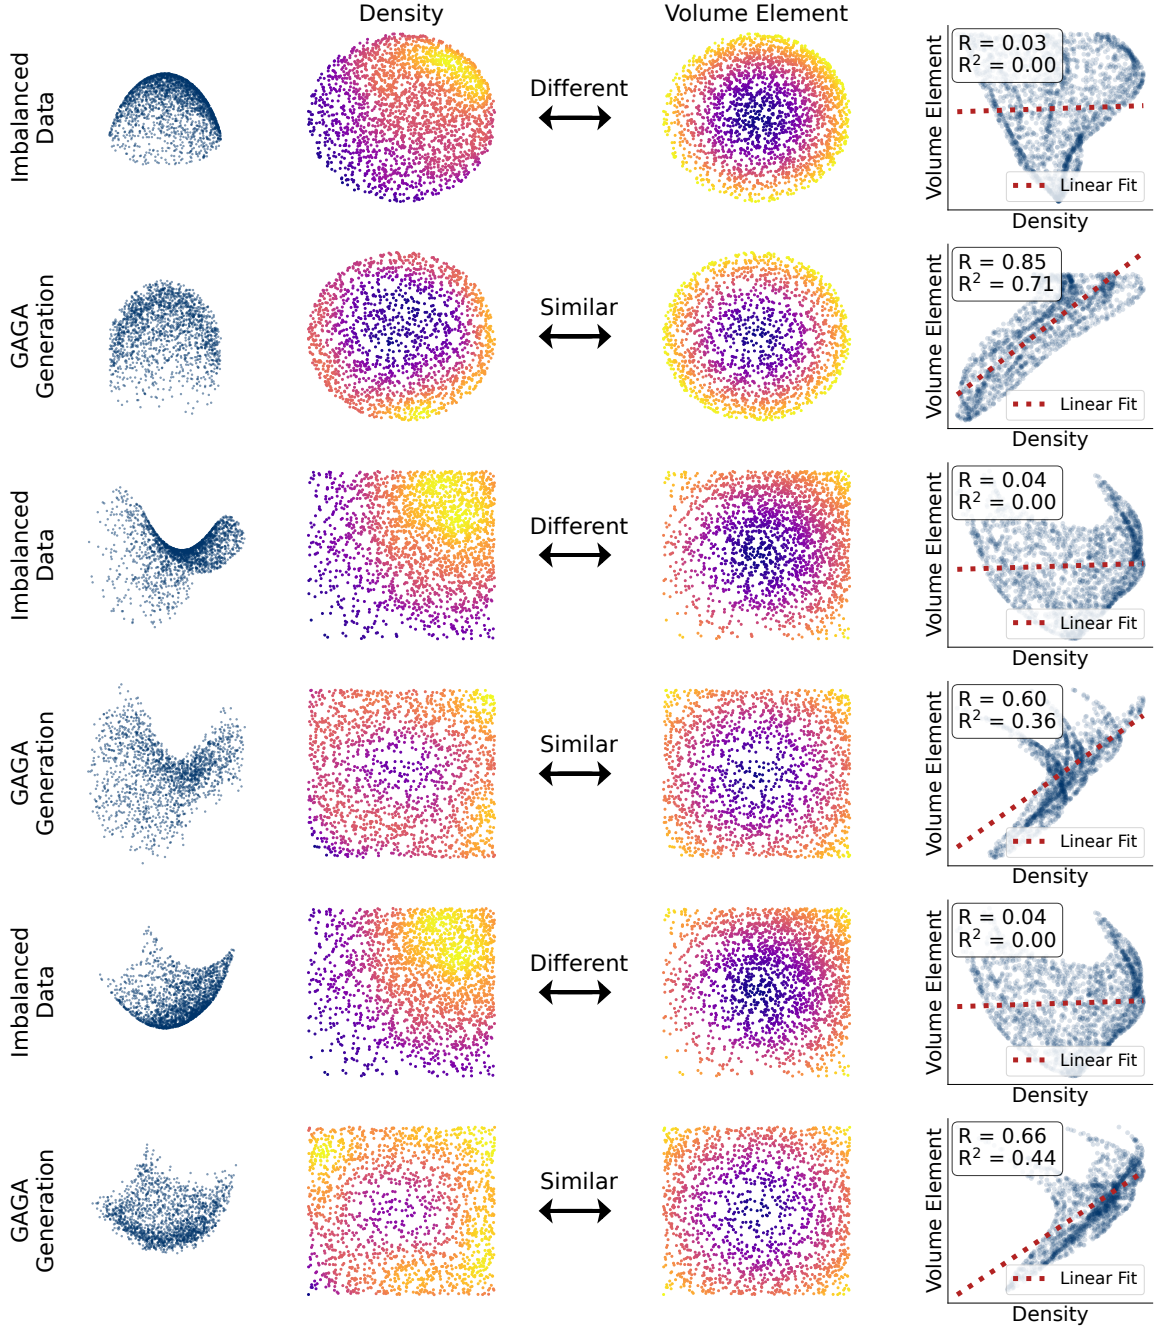 Density
Volume Element
Imbalanced
Data
Different
R = 0.03
R² = 0.00
Volume Element
Linear Fit
Density
GAGA
Generation
Similar
R = 0.85
R² = 0.71
Volume Element
Linear Fit
Density
Imbalanced
Data
Different
R = 0.04
R² = 0.00
Volume Element
Linear Fit
Density
GAGA
Generation
Similar
R = 0.60
R² = 0.36
Volume Element
Linear Fit
Density
Imbalanced
Data
Different
R = 0.04
R² = 0.00
Volume Element
Linear Fit
Density
GAGA
Generation
Similar
R = 0.66
R² = 0.44
Volume Element
Linear Fit
Density